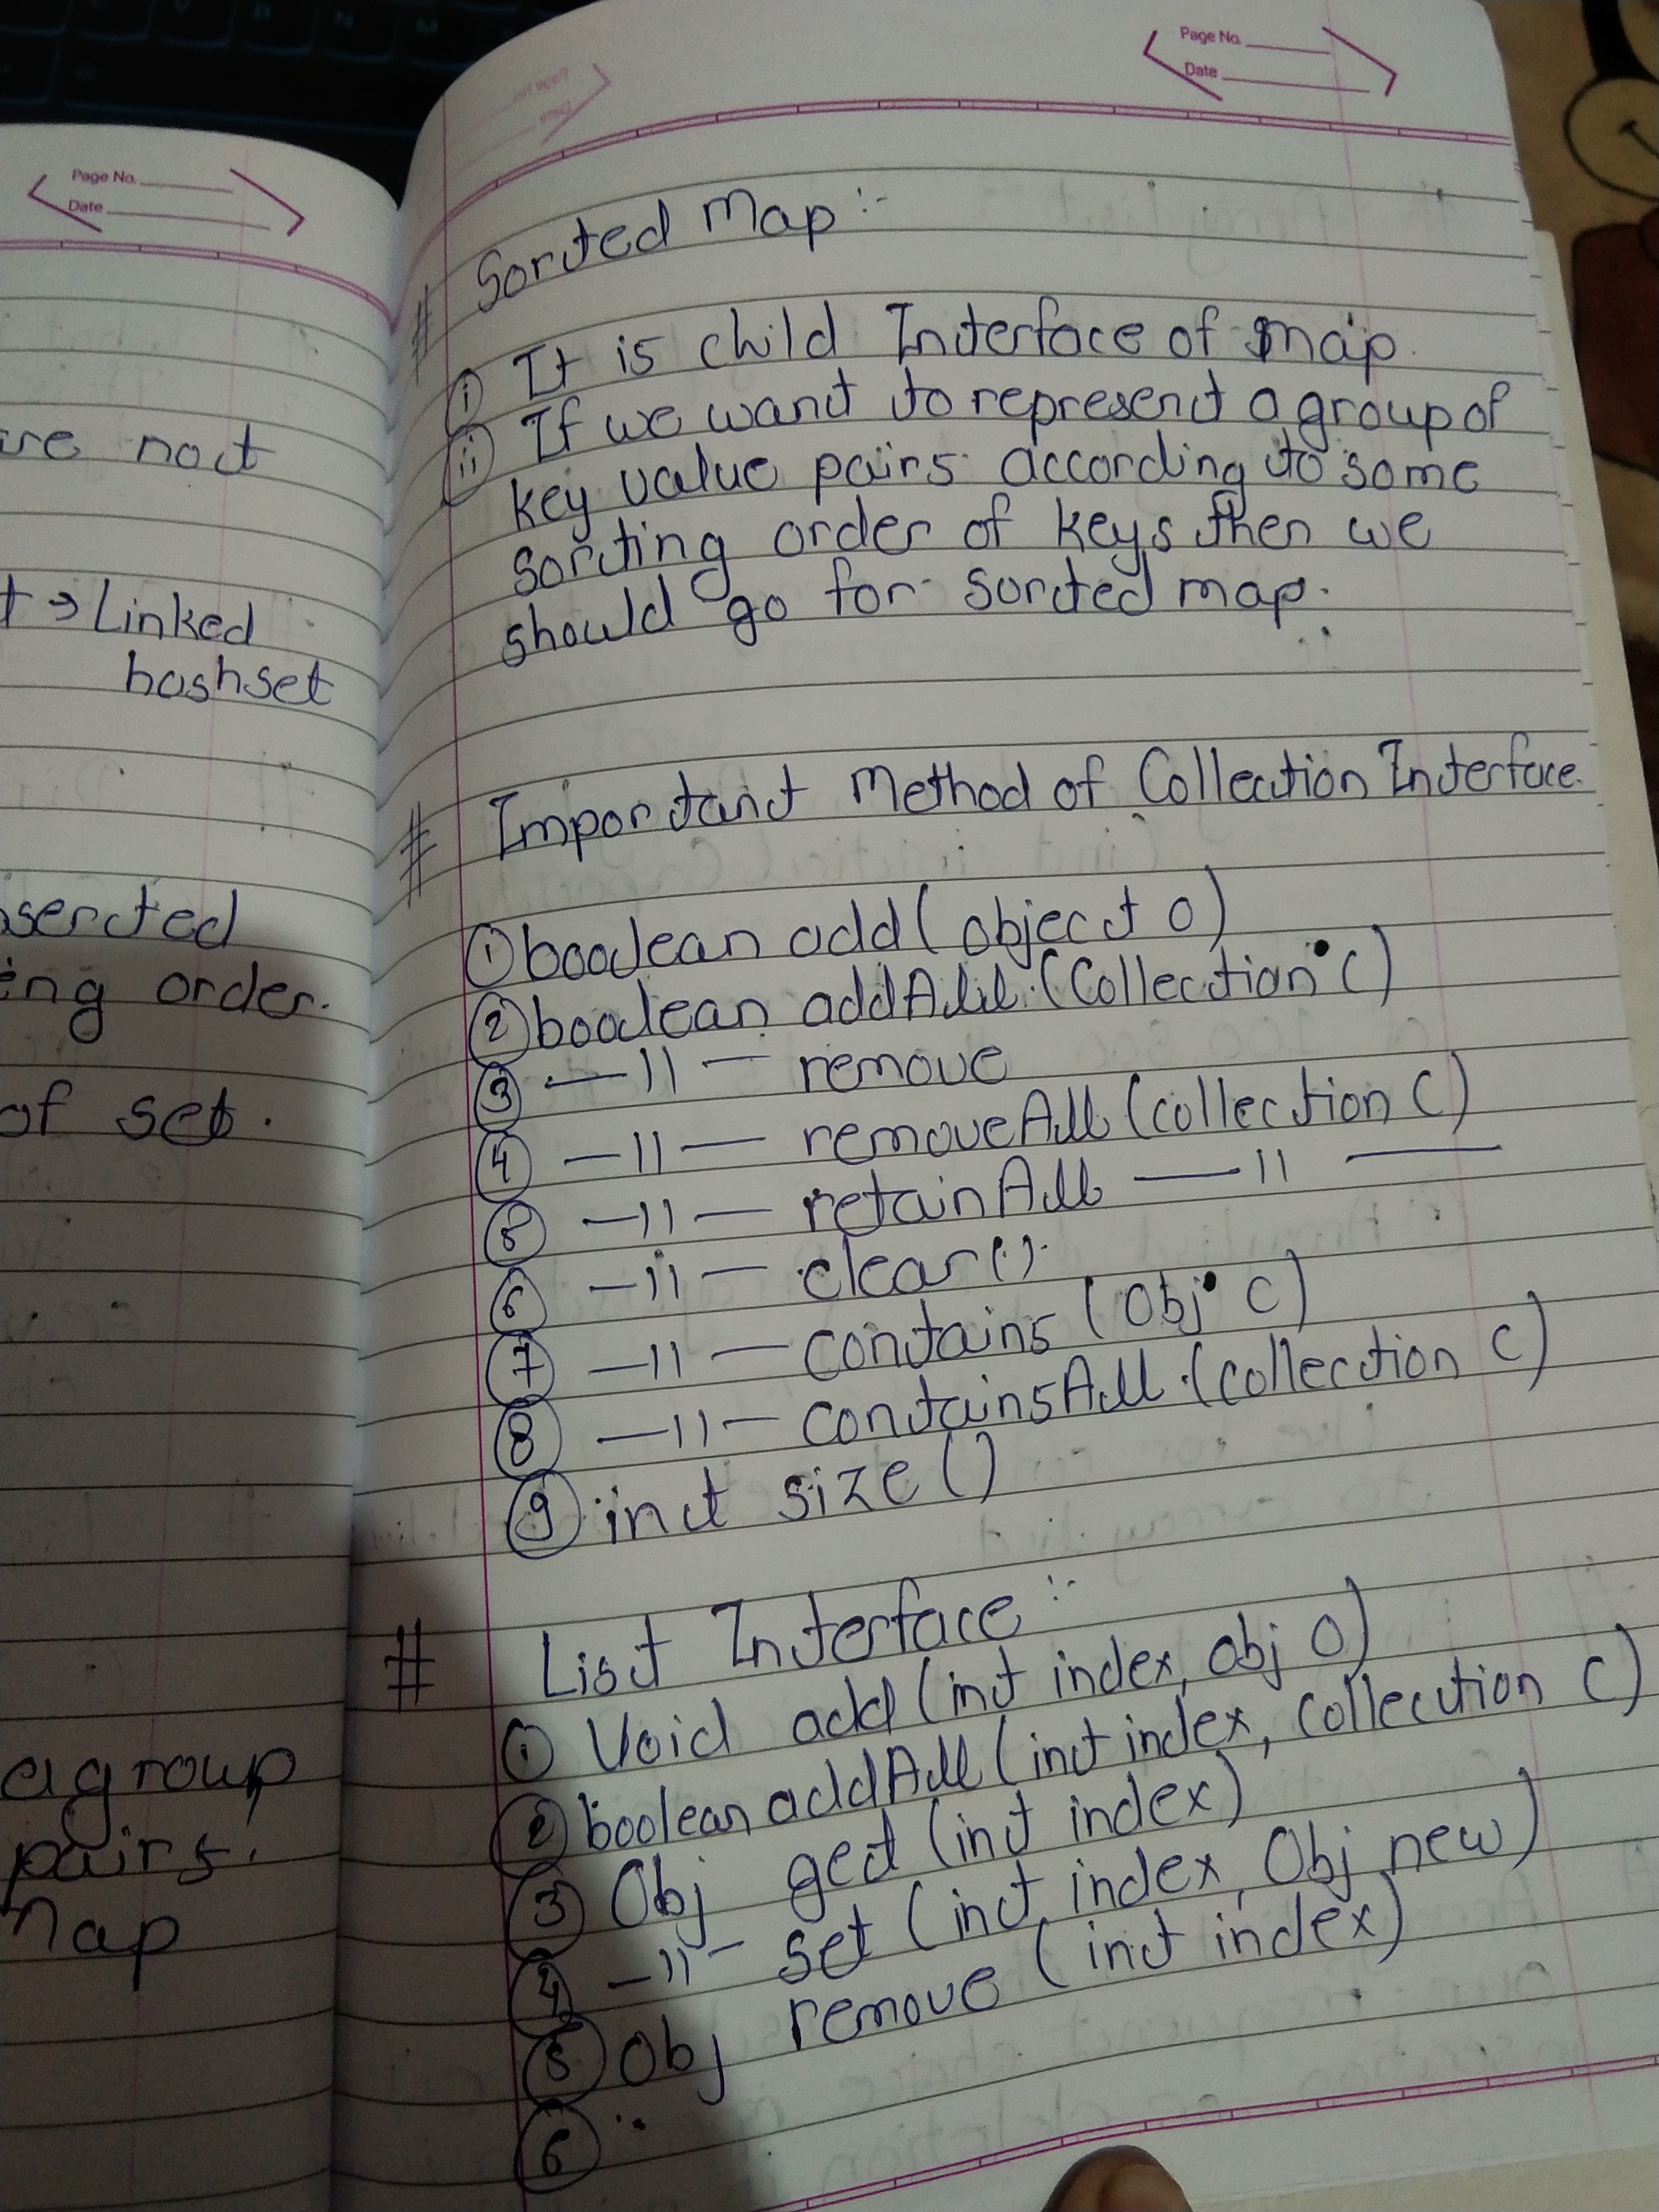 Page No.
Date
are not
t → Linked
hashset
serted
ing order.
of set.
a group
pairs.
Map
Page No.
Date
# Sorted Map :-
(i) It is child Interface of map.
(ii) If we want to represent a group of
key value pairs according to some
sorting order of keys then we
should go for sorted map.
# Important Method of Collection Interface.
① boolean add( object o)
② boolean addAll (Collection C)
③ —11— remove
④ —11— removeAll (collection C)
⑤ —11— retainAll —11—
⑥ —11— clear().
⑦ —11— contains (Obj C)
⑧ —11— containsAll (collection C)
⑨ int size ()
# List Interface :-
① Void add (int index, Obj O)
② boolean addAll (int index, Collection C)
③ Obj get (int index)
④ —11— set (int index, Obj new)
⑤ Obj remove (int index)
⑥